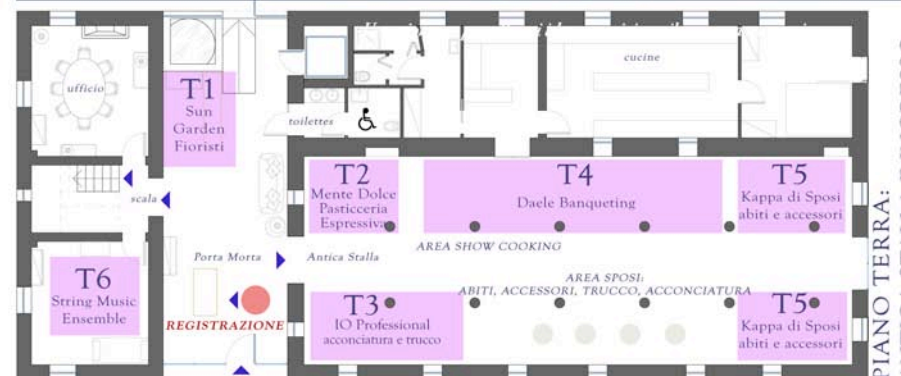 ufficio
T1
Sun
Garden
Fioristi
toilettes
cucine
scala
T2
Mente Dolce
Pasticceria
Espressiva
T4
Daele Banqueting
T5
Kappa di Sposi
abiti e accessori
AREA SHOW COOKING
Porta Morta
Antica Stalla
AREA SPOSI:
ABITI, ACCESSORI, TRUCCO, ACCONCIATURA
T6
String Music
Ensemble
REGISTRAZIONE
T3
IO Professional
acconciatura e trucco
T5
Kappa di Sposi
abiti e accessori
PIANO TERRA: